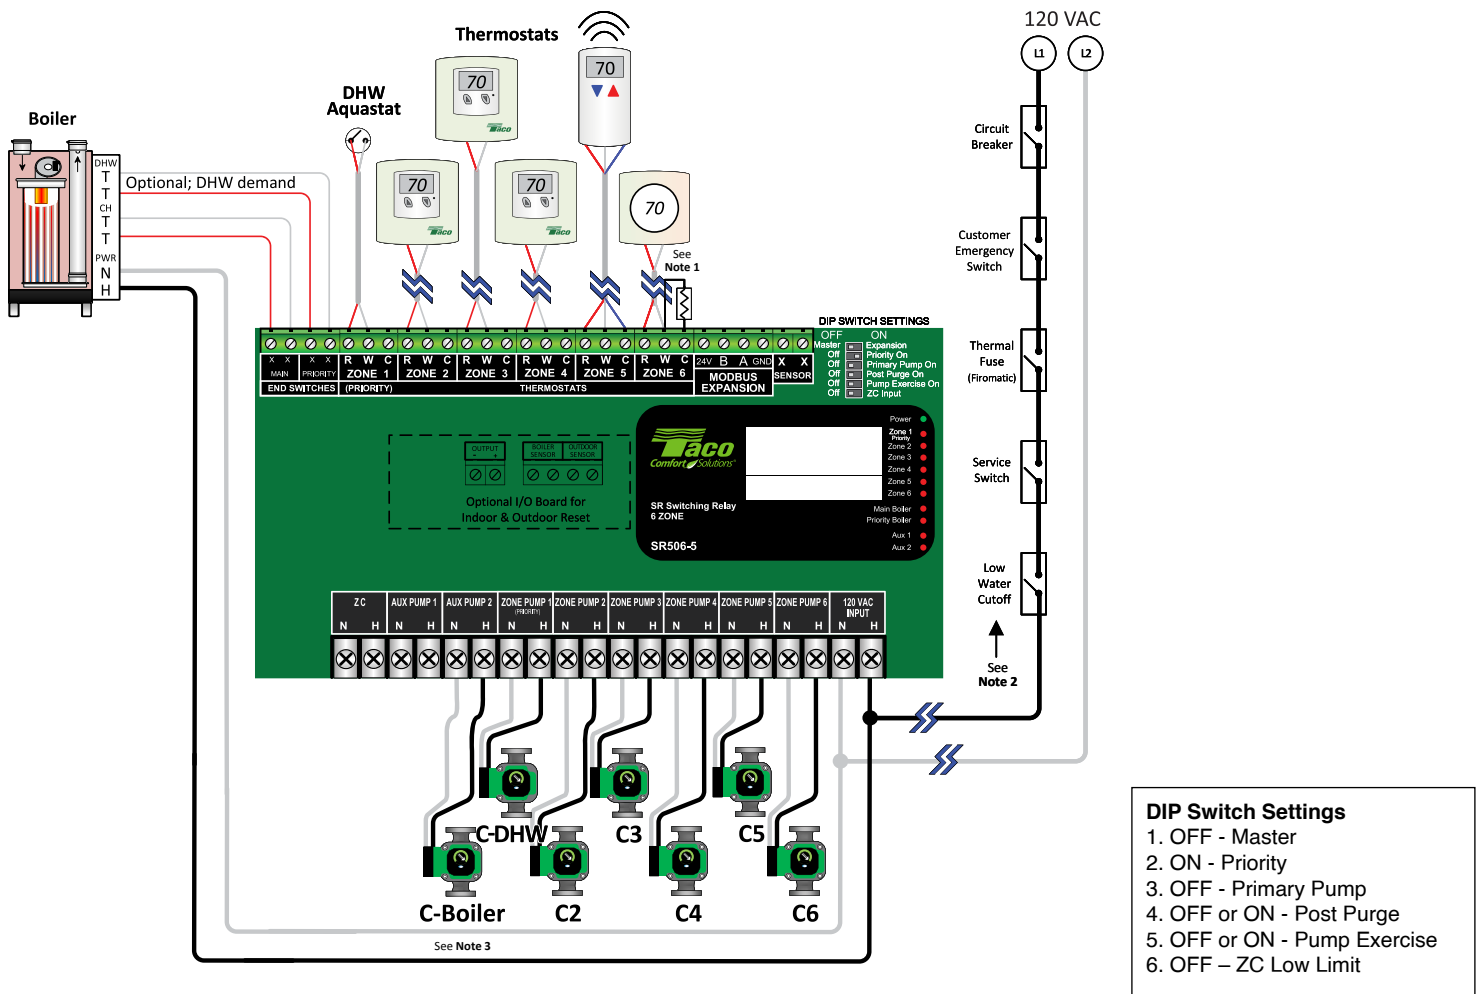 120 VAC
L1
L2
Thermostats
DHW
Aquastat
Boiler
70
70
70
70
70
DHW
T
T
CH
T
T
PWR
N
H
Optional; DHW demand
See
Note 1
Circuit
Breaker
Customer
Emergency
Switch
Thermal
Fuse
(Firomatic)
Service
Switch
Low
Water
Cutoff
See
Note 2
Taco
Taco
Taco
DIP SWITCH SETTINGS
OFF ON
Master Expansion
Off Priority On
Off Primary Pump On
Off Post Purge On
Off Pump Exercise On
Off ZC Input
X X X X R W C R W C R W C R W C R W C R W C 24V B A GND X X
MAIN PRIORITY ZONE 1 ZONE 2 ZONE 3 ZONE 4 ZONE 5 ZONE 6 MODBUS EXPANSION SENSOR
END SWITCHES (PRIORITY) THERMOSTATS
OUTPUT
- +
BOILER
SENSOR
OUTDOOR
SENSOR
Optional I/O Board for
Indoor & Outdoor Reset
Taco
Comfort Solutions
SR Switching Relay
6 ZONE
SR506-5
Power
Zone 1
Priority
Zone 2
Zone 3
Zone 4
Zone 5
Zone 6
Main Boiler
Priority Boiler
Aux 1
Aux 2
Z C AUX PUMP 1 AUX PUMP 2 ZONE PUMP 1 ZONE PUMP 2 ZONE PUMP 3 ZONE PUMP 4 ZONE PUMP 5 ZONE PUMP 6 120 VAC
(PRIORITY) INPUT
N H N H N H N H N H N H N H N H N H N H
C-DHW
C3
C5
C-Boiler
C2
C4
C6
See Note 3
DIP Switch Settings
1. OFF - Master
2. ON - Priority
3. OFF - Primary Pump
4. OFF or ON - Post Purge
5. OFF or ON - Pump Exercise
6. OFF – ZC Low Limit